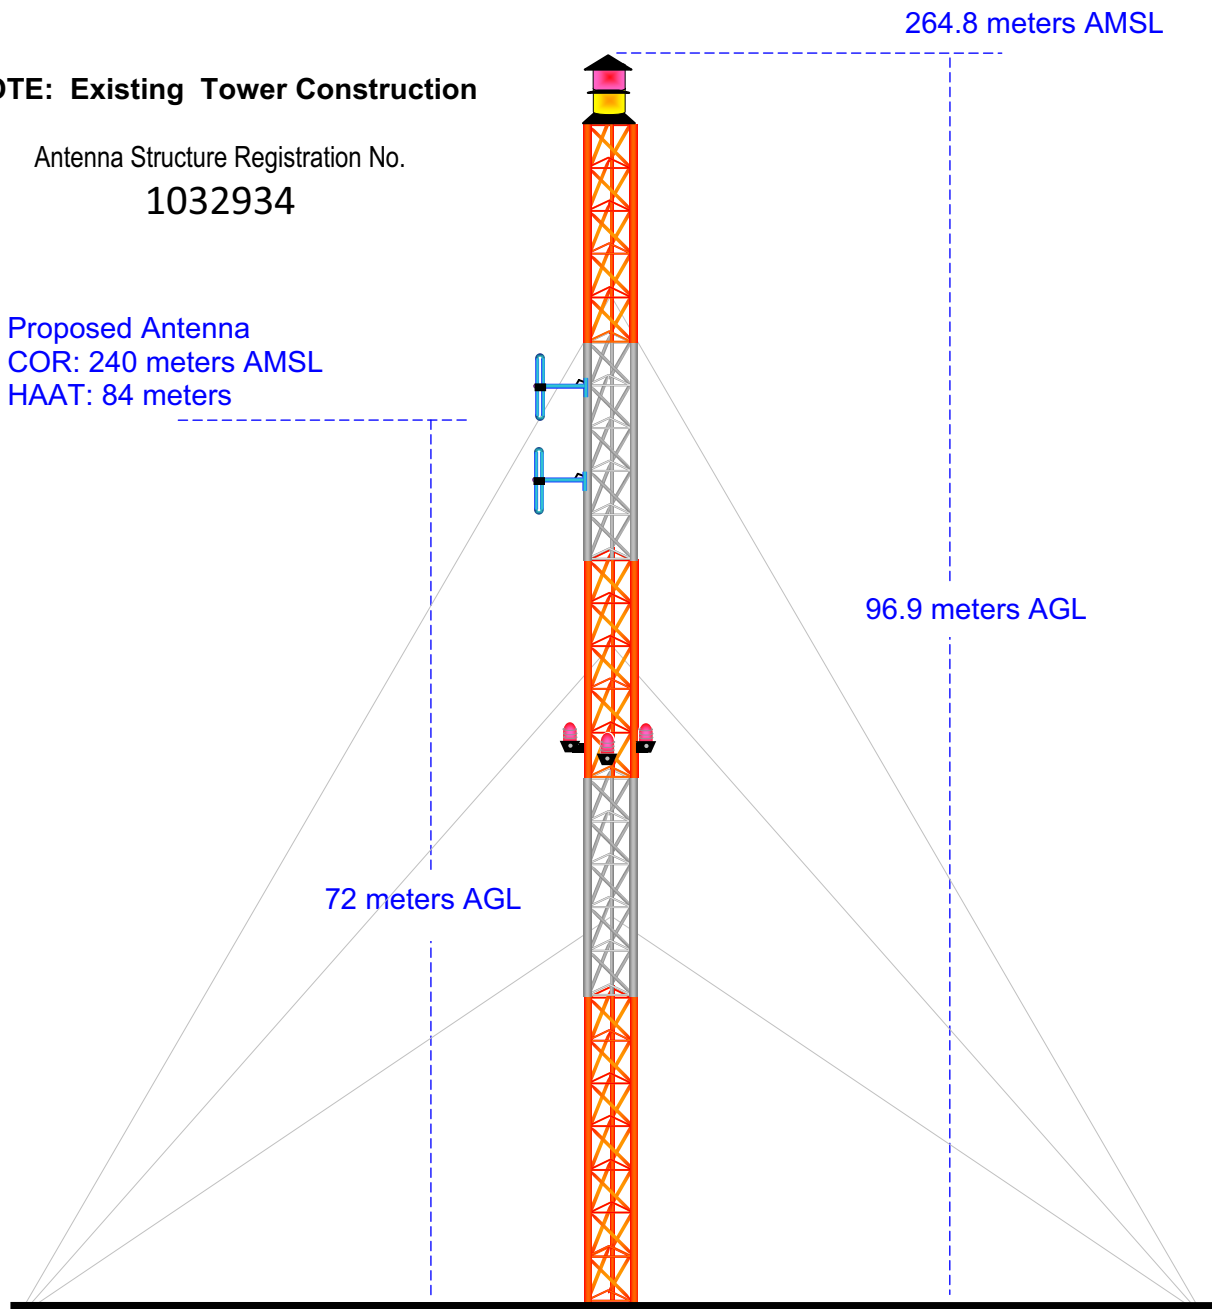 264.8 meters AMSL
OTE: Existing Tower Construction
Antenna Structure Registration No.
1032934
Proposed Antenna
COR: 240 meters AMSL
HAAT: 84 meters
96.9 meters AGL
72 meters AGL